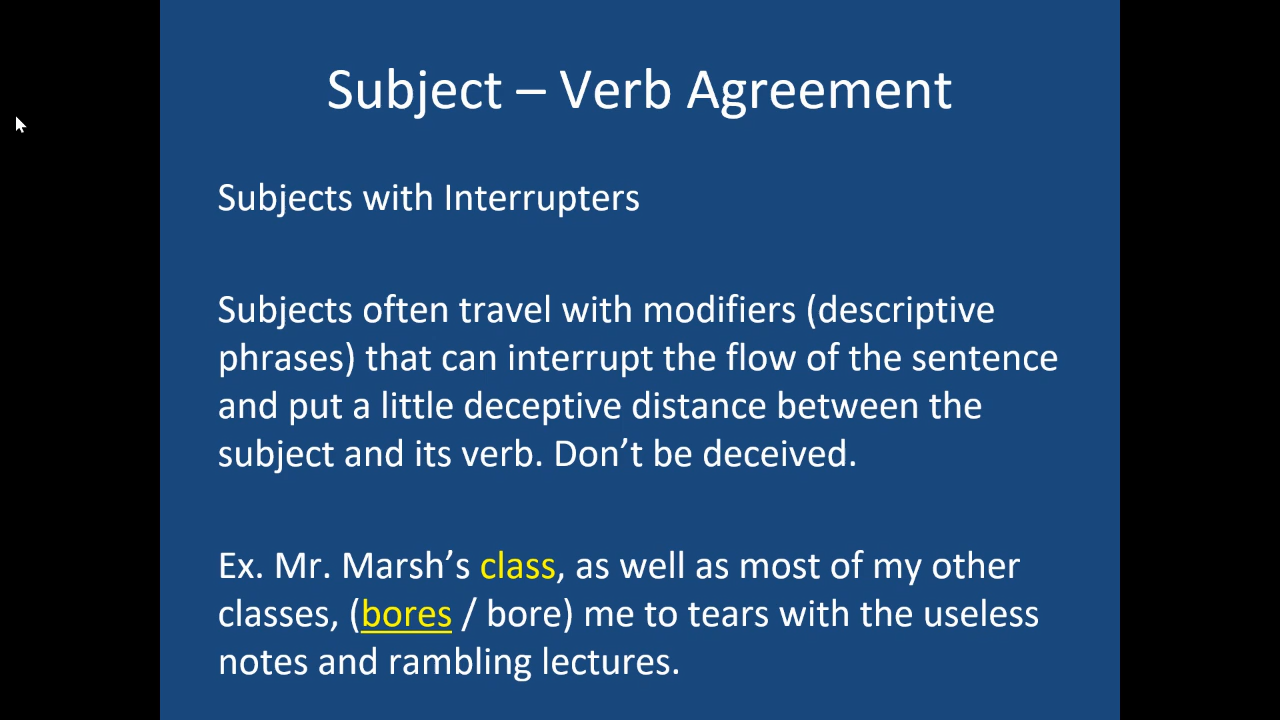 Subject – Verb Agreement
Subjects with Interrupters
Subjects often travel with modifiers (descriptive
phrases) that can interrupt the flow of the sentence
and put a little deceptive distance between the
subject and its verb. Don’t be deceived.
Ex. Mr. Marsh’s class, as well as most of my other
classes, (bores / bore) me to tears with the useless
notes and rambling lectures.